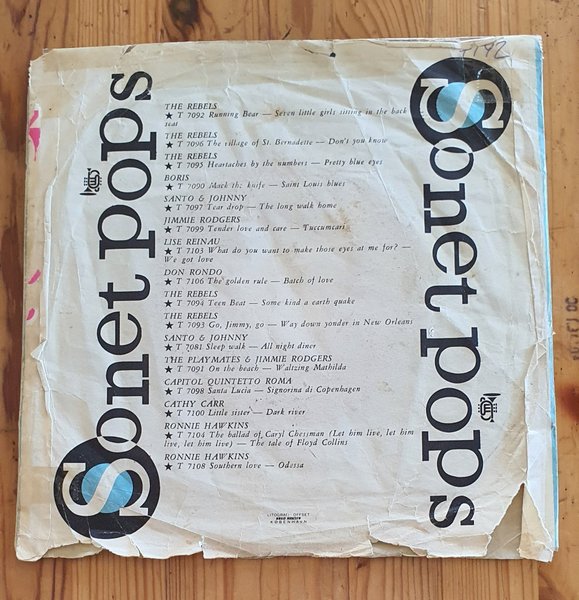 Sonet pops
Sonet pops
7192
THE REBELS
★ T 7092 Running Bear — Seven little girls sitting in the back
seat
THE REBELS
★ T 7096 The village of St. Bernadette — Don't you know
THE REBELS
★ T 7095 Heartaches by the numbers — Pretty blue eyes
BORIS
★ T 7090 Mack the knife — Saint Louis blues
SANTO & JOHNNY
★ T 7097 Tear drop — The long walk home
JIMMIE RODGERS
★ T 7099 Tender love and care — Tuccumcari
LISE REINAU
★ T 7103 What do you want to make those eyes at me for? —
We got love
DON RONDO
★ T 7106 The golden rule — Batch of love
THE REBELS
★ T 7094 Teen Beat — Some kind a earth quake
THE REBELS
★ T 7093 Go, Jimmy, go — Way down yonder in New Orleans
SANTO & JOHNNY
★ T 7081 Sleep walk — All night diner
THE PLAYMATES & JIMMIE RODGERS
★ T 7091 On the beach — Waltzing Mathilda
CAPITOL QUINTETTO ROMA
★ T 7098 Santa Lucia — Signorina di Copenhagen
CATHY CARR
★ T 7100 Little sister — Dark river
RONNIE HAWKINS
★ T 7104 The ballad of Caryl Chessman (Let him live, let him
live, let him live) — The tale of Floyd Collins
RONNIE HAWKINS
★ T 7108 Southern love — Odessa
LITOGRAF. OFFSET
KØBENHAVN